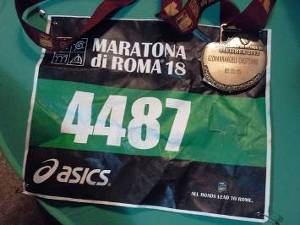 MARATONA
di ROMA '18
4487
asics
ALL ROADS LEAD TO ROME.